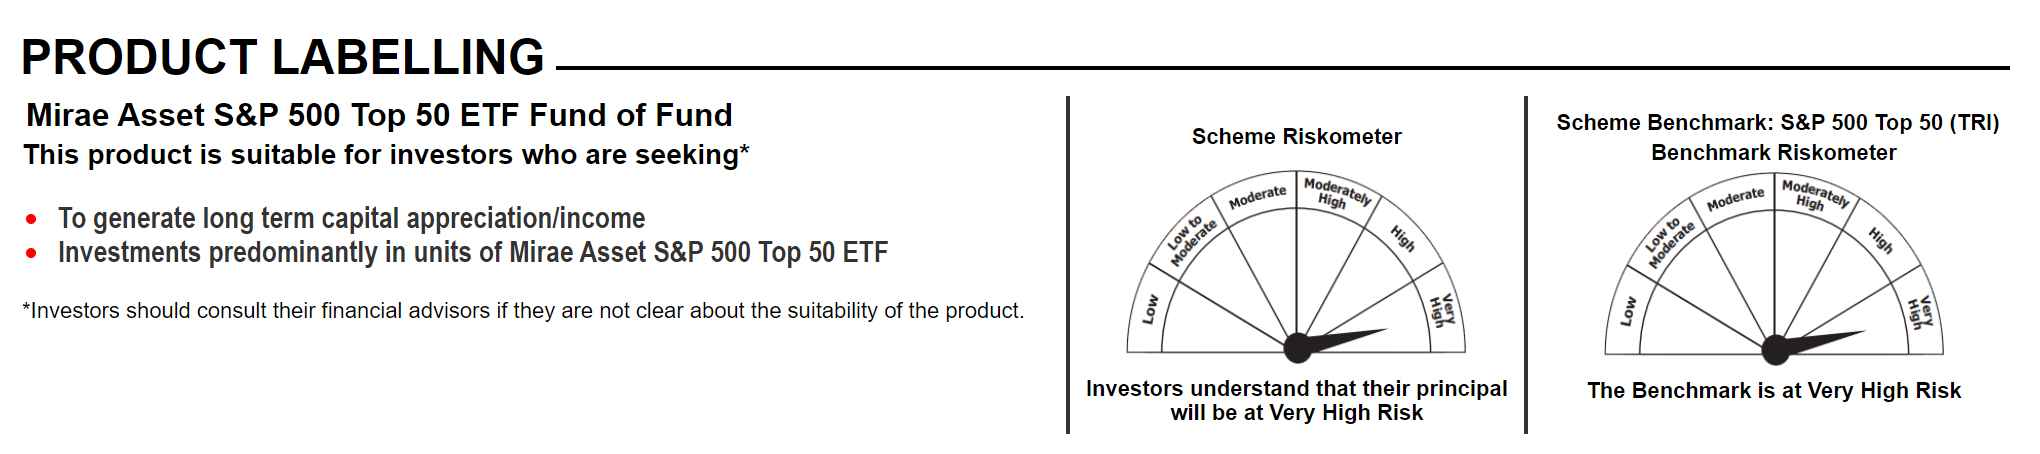 PRODUCT LABELLING
Mirae Asset S&P 500 Top 50 ETF Fund of Fund
This product is suitable for investors who are seeking*
• To generate long term capital appreciation/income
• Investments predominantly in units of Mirae Asset S&P 500 Top 50 ETF
*Investors should consult their financial advisors if they are not clear about the suitability of the product.
Scheme Riskometer
Low
Low to
Moderate
Moderate
Moderately
High
High
Very
High
Investors understand that their principal
will be at Very High Risk
Scheme Benchmark: S&P 500 Top 50 (TRI)
Benchmark Riskometer
Low
Low to
Moderate
Moderate
Moderately
High
High
Very
High
The Benchmark is at Very High Risk